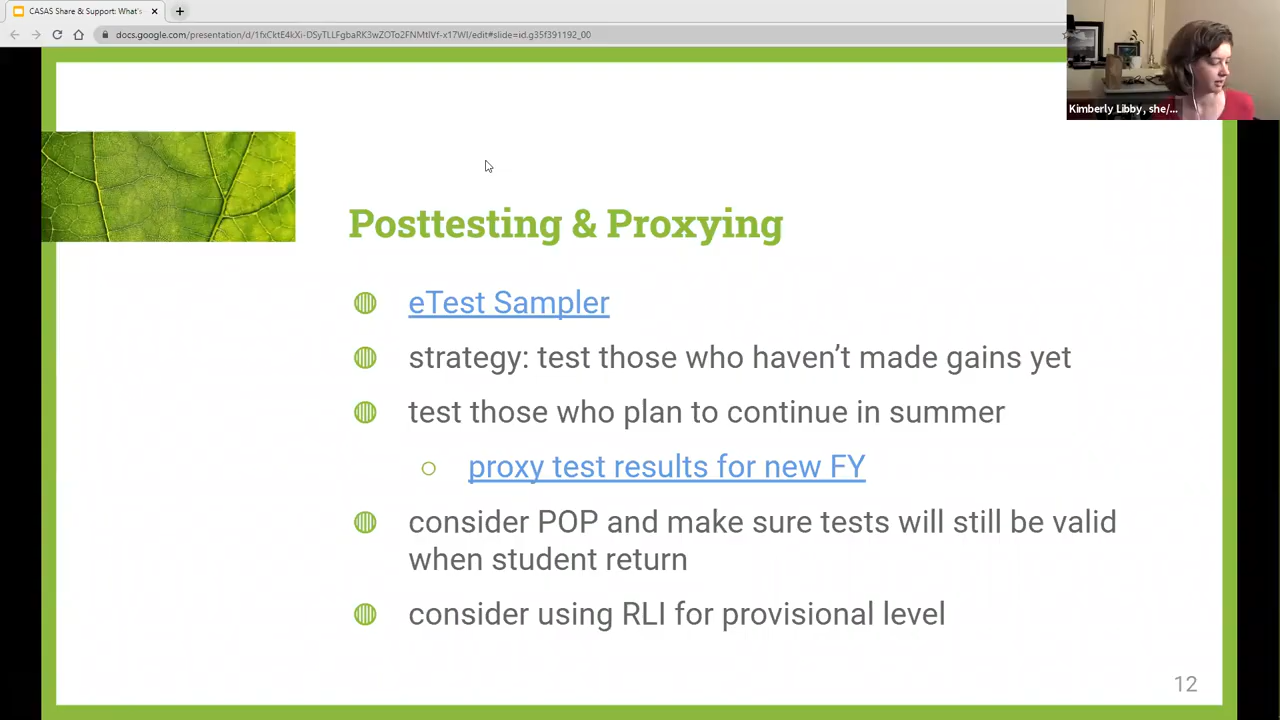 CASAS Share & Support: What's
docs.google.com/presentation/d/1fxCktE4kXi-DSyTLLFgbaRK3wZOTo2FNMtIVf-x17WI/edit#slide=id.g35f391192_00
Kimberly Libby, she/...
Posttesting & Proxying
eTest Sampler
strategy: test those who haven't made gains yet
test those who plan to continue in summer
proxy test results for new FY
consider POP and make sure tests will still be valid
when student return
consider using RLI for provisional level
12